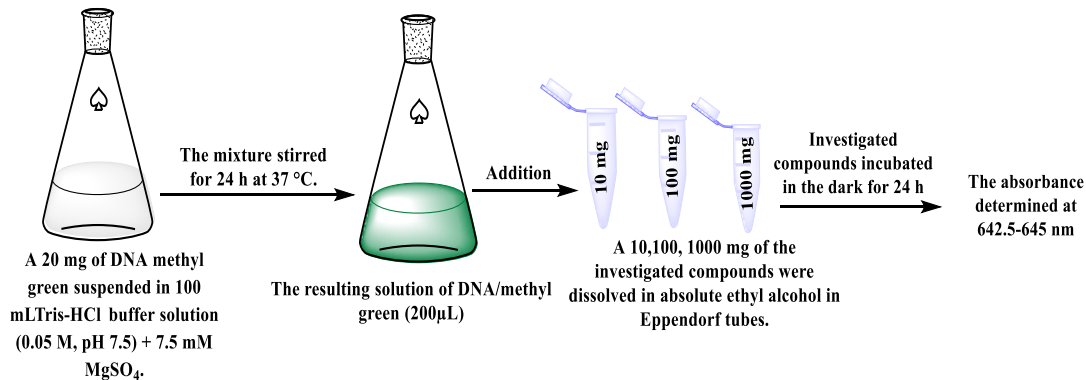 The mixture stirred
for 24 h at 37 °C.
Addition
10 mg
100 mg
1000 mg
Investigated
compounds incubated
in the dark for 24 h
The absorbance
determined at
642.5-645 nm
A 20 mg of DNA methyl
green suspended in 100
mLTris-HCl buffer solution
(0.05 M, pH 7.5) + 7.5 mM
MgSO₄.
The resulting solution of DNA/methyl
green (200µL)
A 10,100, 1000 mg of the
investigated compounds were
dissolved in absolute ethyl alcohol in
Eppendorf tubes.